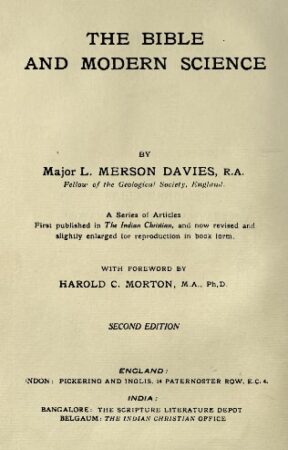 THE BIBLE
AND MODERN SCIENCE
BY
Major L. MERSON DAVIES, R.A.
Fellow of the Geological Society, England.
A Series of Articles
First published in The Indian Christian, and now revised and
slightly enlarged for reproduction in book form.
WITH FOREWORD BY
HAROLD C. MORTON, M.A., Ph.D.
SECOND EDITION
ENGLAND:
ONDON: PICKERING AND INGLIS, 14 PATERNOSTER ROW, E.C. 4.
INDIA:
BANGALORE: THE SCRIPTURE LITERATURE DEPOT
BELGAUM: THE INDIAN CHRISTIAN OFFICE